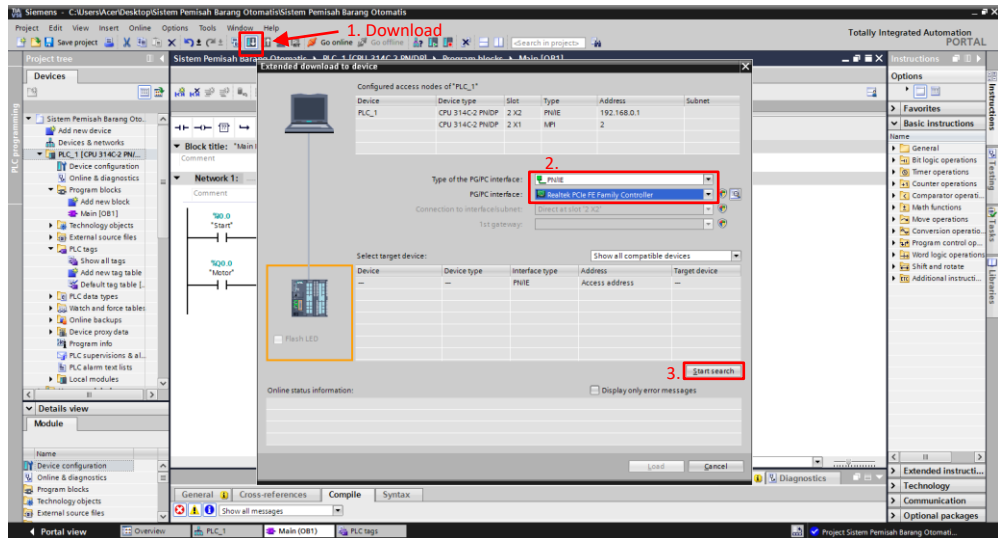 Siemens - C:\Users\Acer\Desktop\Sistem Pemisah Barang Otomatis\Sistem Pemisah Barang Otomatis
Project Edit View Insert Online Options Tools Window Help
1. Download
Totally Integrated Automation
PORTAL
Save project
Go online
Go offline
<Search in project>
Project tree
Sistem Pemisah Barang Otomatis PLC_1 [CPU 314C-2 PN/DP] Program blocks Main [OB1]
Instructions
Devices
Options
PLC programming
Sistem Pemisah Barang Oto..
Add new device
Devices & networks
PLC_1 [CPU 314C-2 PN/...
Device configuration
Online & diagnostics
Program blocks
Add new block
Main [OB1]
Technology objects
External source files
PLC tags
Show all tags
Add new tag table
Default tag table [..
PLC data types
Watch and force tables
Online backups
Device proxy data
Program info
PLC supervisions & al...
PLC alarm text lists
Local modules
Details view
Module
Name
Device configuration
Online & diagnostics
Program blocks
Technology objects
External source files
Block title: "Main
Comment
Network 1:
Comment
%I0.0
"Start"
%Q0.0
"Motor"
Extended download to device
Configured access nodes of "PLC_1"
Device Device type Slot Type Address Subnet
PLC_1 CPU 314C-2 PN/DP 2 X2 PN/IE 192.168.0.1
CPU 314C-2 PN/DP 2 X1 MPI 2
2.
Type of the PG/PC interface: PN/IE
PG/PC interface: Realtek PCIe FE Family Controller
Connection to interface/subnet: Direct at slot '2 X2'
1st gateway:
Select target device: Show all compatible devices
Device Device type Interface type Address Target device
— — PN/IE Access address —
Flash LED
3. Start search
Online status information: Display only error messages
Load Cancel
Favorites
Basic instructions
Name
General
Bit logic operations
Timer operations
Counter operations
Comparator operati..
Math functions
Move operations
Conversion operatio..
Program control op...
Word logic operations
Shift and rotate
Additional instructi...
Extended instructi...
Technology
Communication
Optional packages
Instructions
Testing
Tasks
Libraries
Diagnostics
General Cross-references Compile Syntax
Show all messages
Portal view Overview PLC_1 Main (OB1) PLC tags Project Sistem Pemisah Barang Otomati...